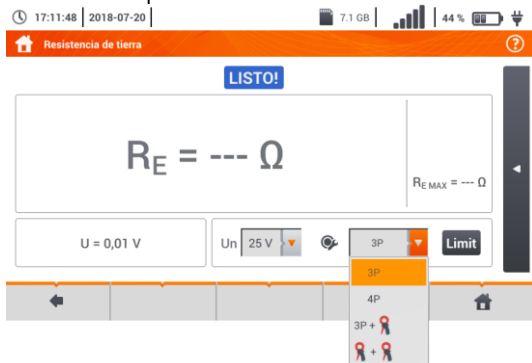 17:11:48 2018-07-20 7.1 GB 44 %
Resistencia de tierra ?
LISTO!
RE = --- Ω
RE MAX = --- Ω
U = 0,01 V
Un 25 V 3P Limit
3P
4P
3P +
+